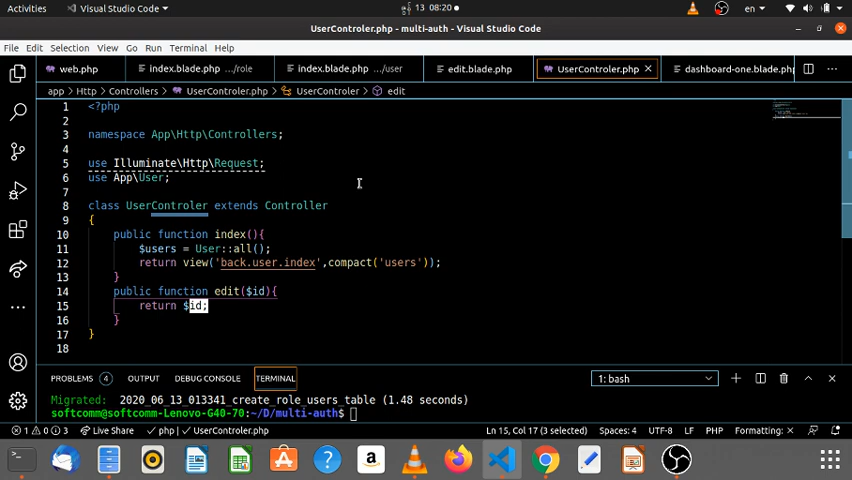 Activities Visual Studio Code 13 08:20 en
UserControler.php - multi-auth - Visual Studio Code
File Edit Selection View Go Run Terminal Help
web.php index.blade.php .../role index.blade.php .../user edit.blade.php UserControler.php dashboard-one.blade.php
app > Http > Controllers > UserControler.php > UserControler > edit
1 <?php
2
3 namespace App\Http\Controllers;
4
5 use Illuminate\Http\Request;
6 use App\User;
7
8 class UserControler extends Controller
9 {
10 public function index(){
11 $users = User::all();
12 return view('back.user.index',compact('users'));
13 }
14 public function edit($id){
15 return $id;
16 }
17 }
18
PROBLEMS 4 OUTPUT DEBUG CONSOLE TERMINAL 1: bash
Migrated: 2020_06_13_013341_create_role_users_table (1.48 seconds)
softcomm@softcomm-Lenovo-G40-70:~/D/multi-auth$
1 0 3 Live Share php | UserControler.php Ln 15, Col 17 (3 selected) Spaces: 4 UTF-8 LF PHP Formatting: ×